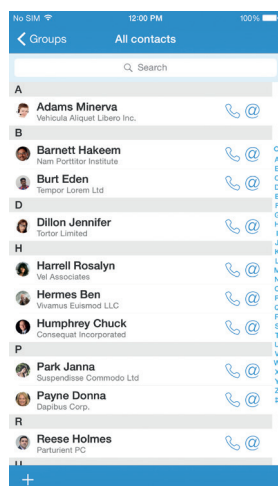 No SIM 12:00 PM 100%
Groups All contacts
Search
A
Adams Minerva
Vehicula Aliquet Libero Inc.
B
Barnett Hakeem
Nam Porttitor Institute
Burt Eden
Tempor Lorem Ltd
D
Dillon Jennifer
Tortor Limited
H
Harrell Rosalyn
Vel Associates
Hermes Ben
Vivamus Euismod LLC
Humphrey Chuck
Consequat Incorporated
P
Park Janna
Suspendisse Commodo Ltd
Payne Donna
Dapibus Corp.
R
Reese Holmes
Parturient PC